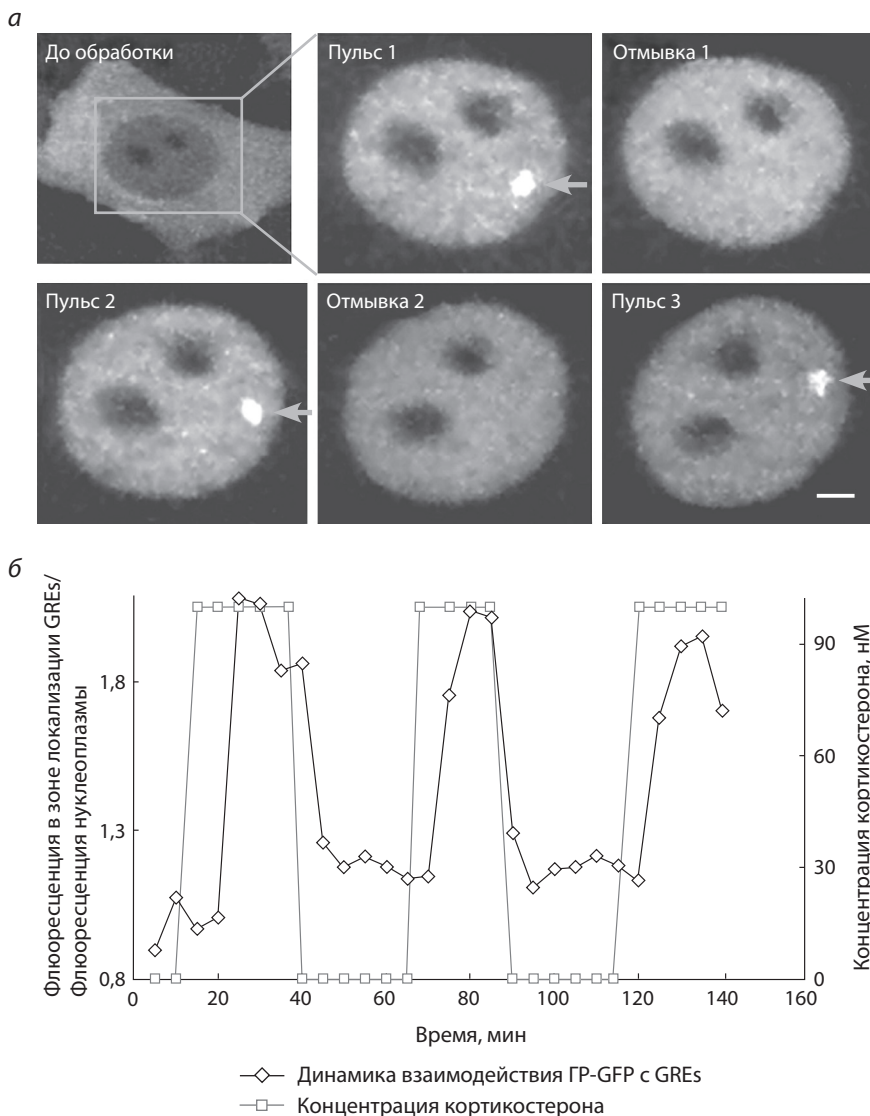 а
До обработки
Пульс 1
Отмывка 1
Пульс 2
Отмывка 2
Пульс 3
б
Флюоресценция в зоне локализации GREs/
Флюоресценция нуклеоплазмы
1,8
1,3
0,8
Концентрация кортикостерона, нМ
90
60
30
0
0
20
40
60
80
100
120
140
160
Время, мин
Динамика взаимодействия ГР-GFP с GREs
Концентрация кортикостерона